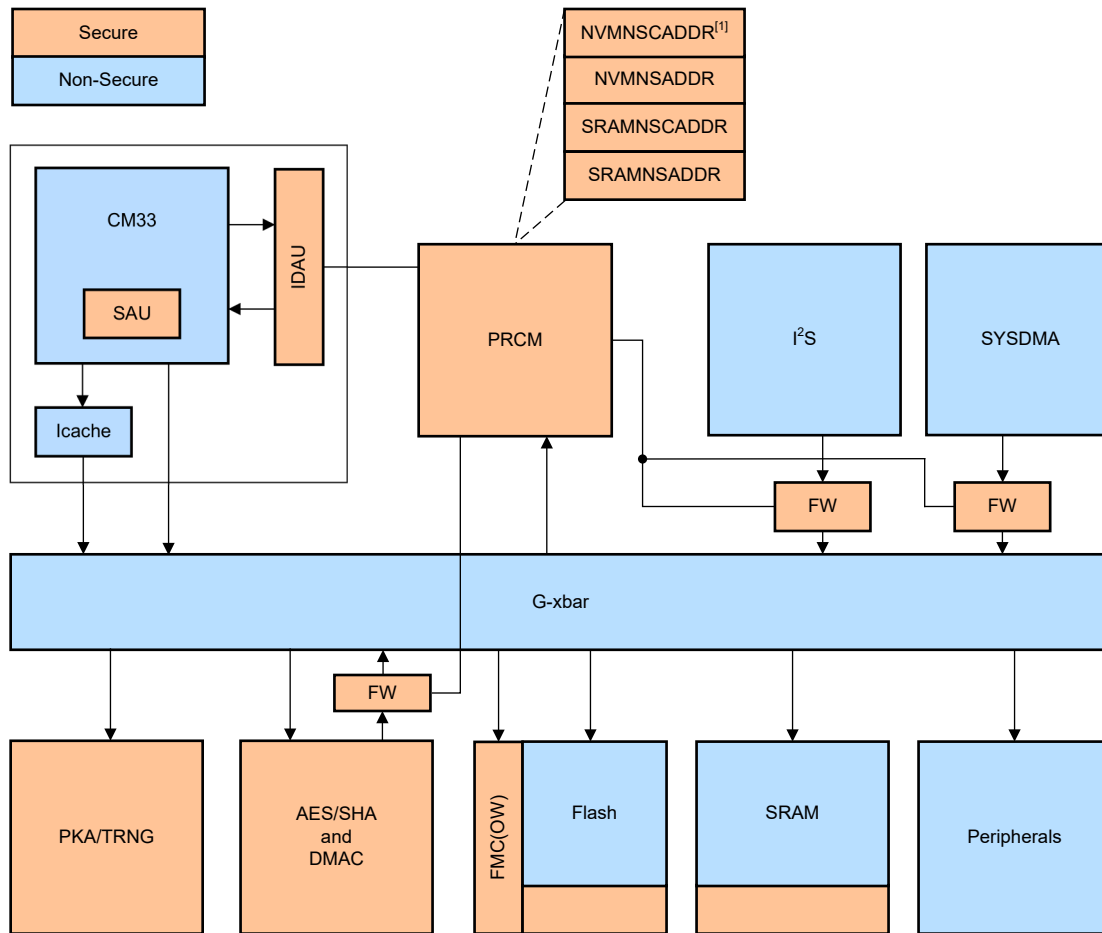 Secure
Non-Secure
NVMNSCADDR[1]
NVMNSADDR
SRAMNSCADDR
SRAMNSADDR
CM33
SAU
IDAU
Icache
PRCM
I2S
SYSDMA
FW
FW
G-xbar
FW
PKA/TRNG
AES/SHA
and
DMAC
FMC(OW)
Flash
SRAM
Peripherals